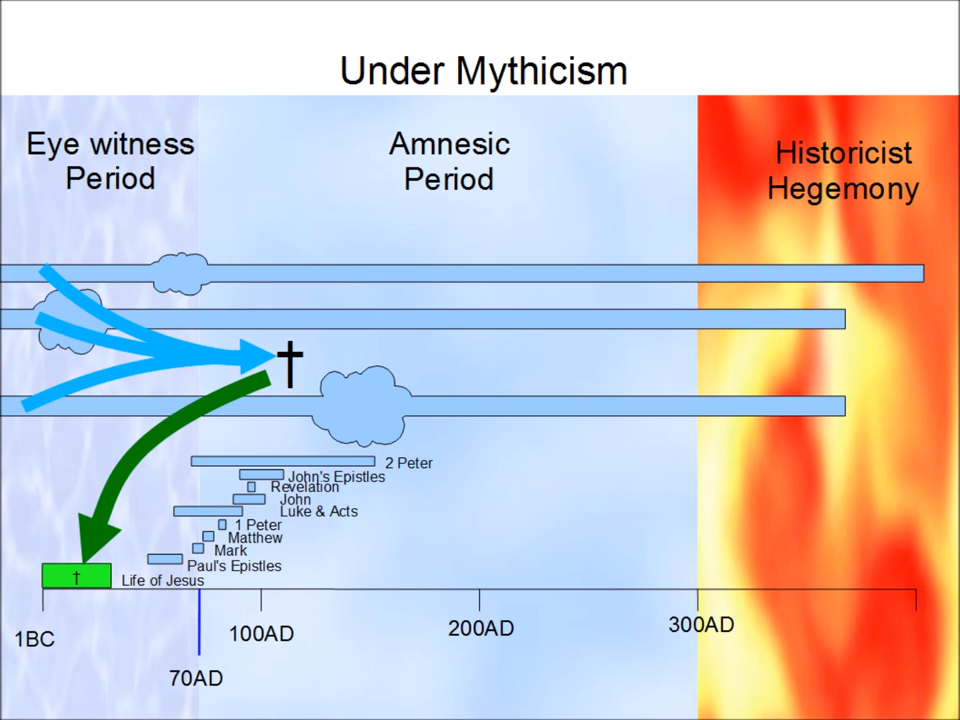 Under Mythicism
Eye witness
Period
Amnesic
Period
Historicist
Hegemony
2 Peter
John's Epistles
Revelation
John
Luke & Acts
1 Peter
Matthew
Mark
Paul's Epistles
Life of Jesus
1BC
100AD
200AD
300AD
70AD